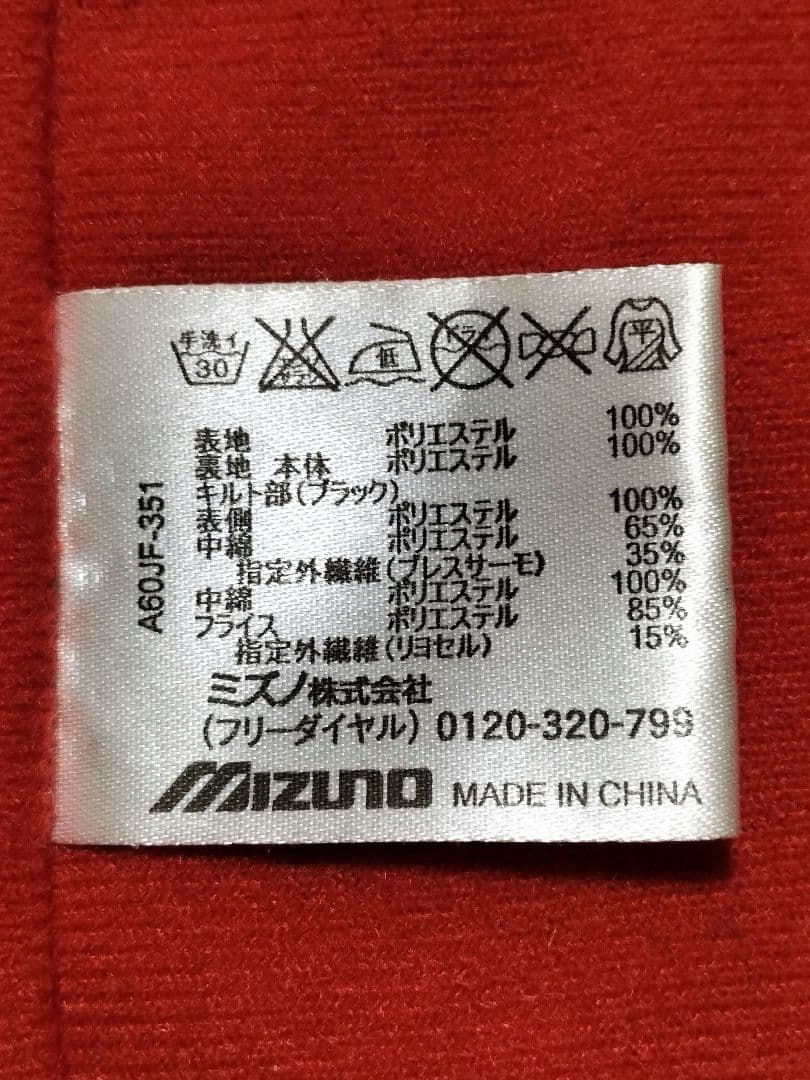 手洗イ 30 低 ドライ 平
表地 ポリエステル 100%
裏地 本体 ポリエステル 100%
キルト部(ブラック)
表側 ポリエステル 100%
中綿 ポリエステル 65%
指定外繊維(ブレスサーモ) 35%
中綿 ポリエステル 100%
フライス ポリエステル 85%
指定外繊維(リヨセル) 15%
ミズノ株式会社
(フリーダイヤル) 0120-320-799
MIZUNO MADE IN CHINA
A60JF-351